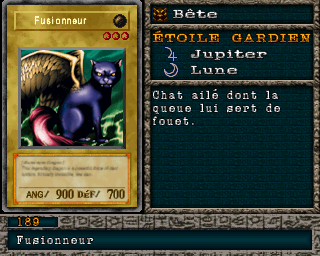 Fusionneur
ANG/ 900 DÉF/ 700
Bête
ÉTOILE GARDIEN
Jupiter
Lune
Chat ailé dont la
queue lui sert de
fouet.
189
Fusionneur